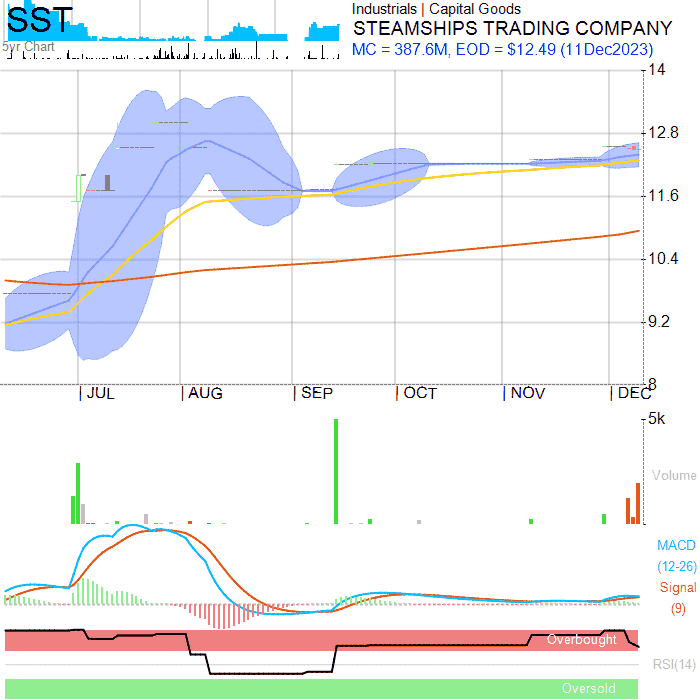 SST
5yr Chart
Industrials | Capital Goods
STEAMSHIPS TRADING COMPANY
MC = 387.6M, EOD = $12.49 (11Dec2023)
14
12.8
11.6
10.4
9.2
8
JUL
AUG
SEP
OCT
NOV
DEC
5k
Volume
MACD
(12-26)
Signal
(9)
Overbought
RSI(14)
Oversold